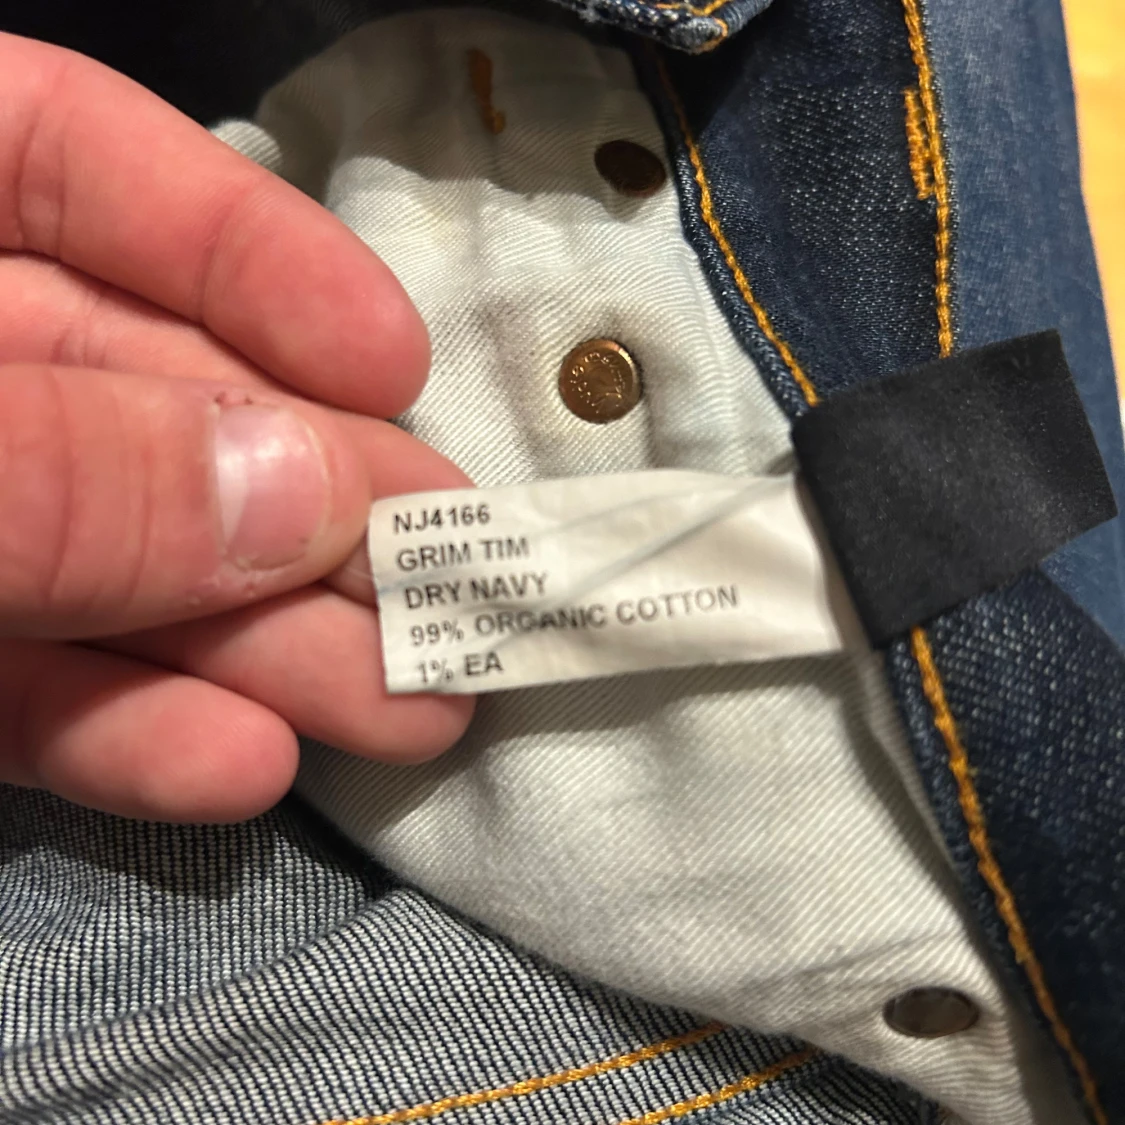 NJ4166
GRIM TIM
DRY NAVY
99% ORGANIC COTTON
1% EA